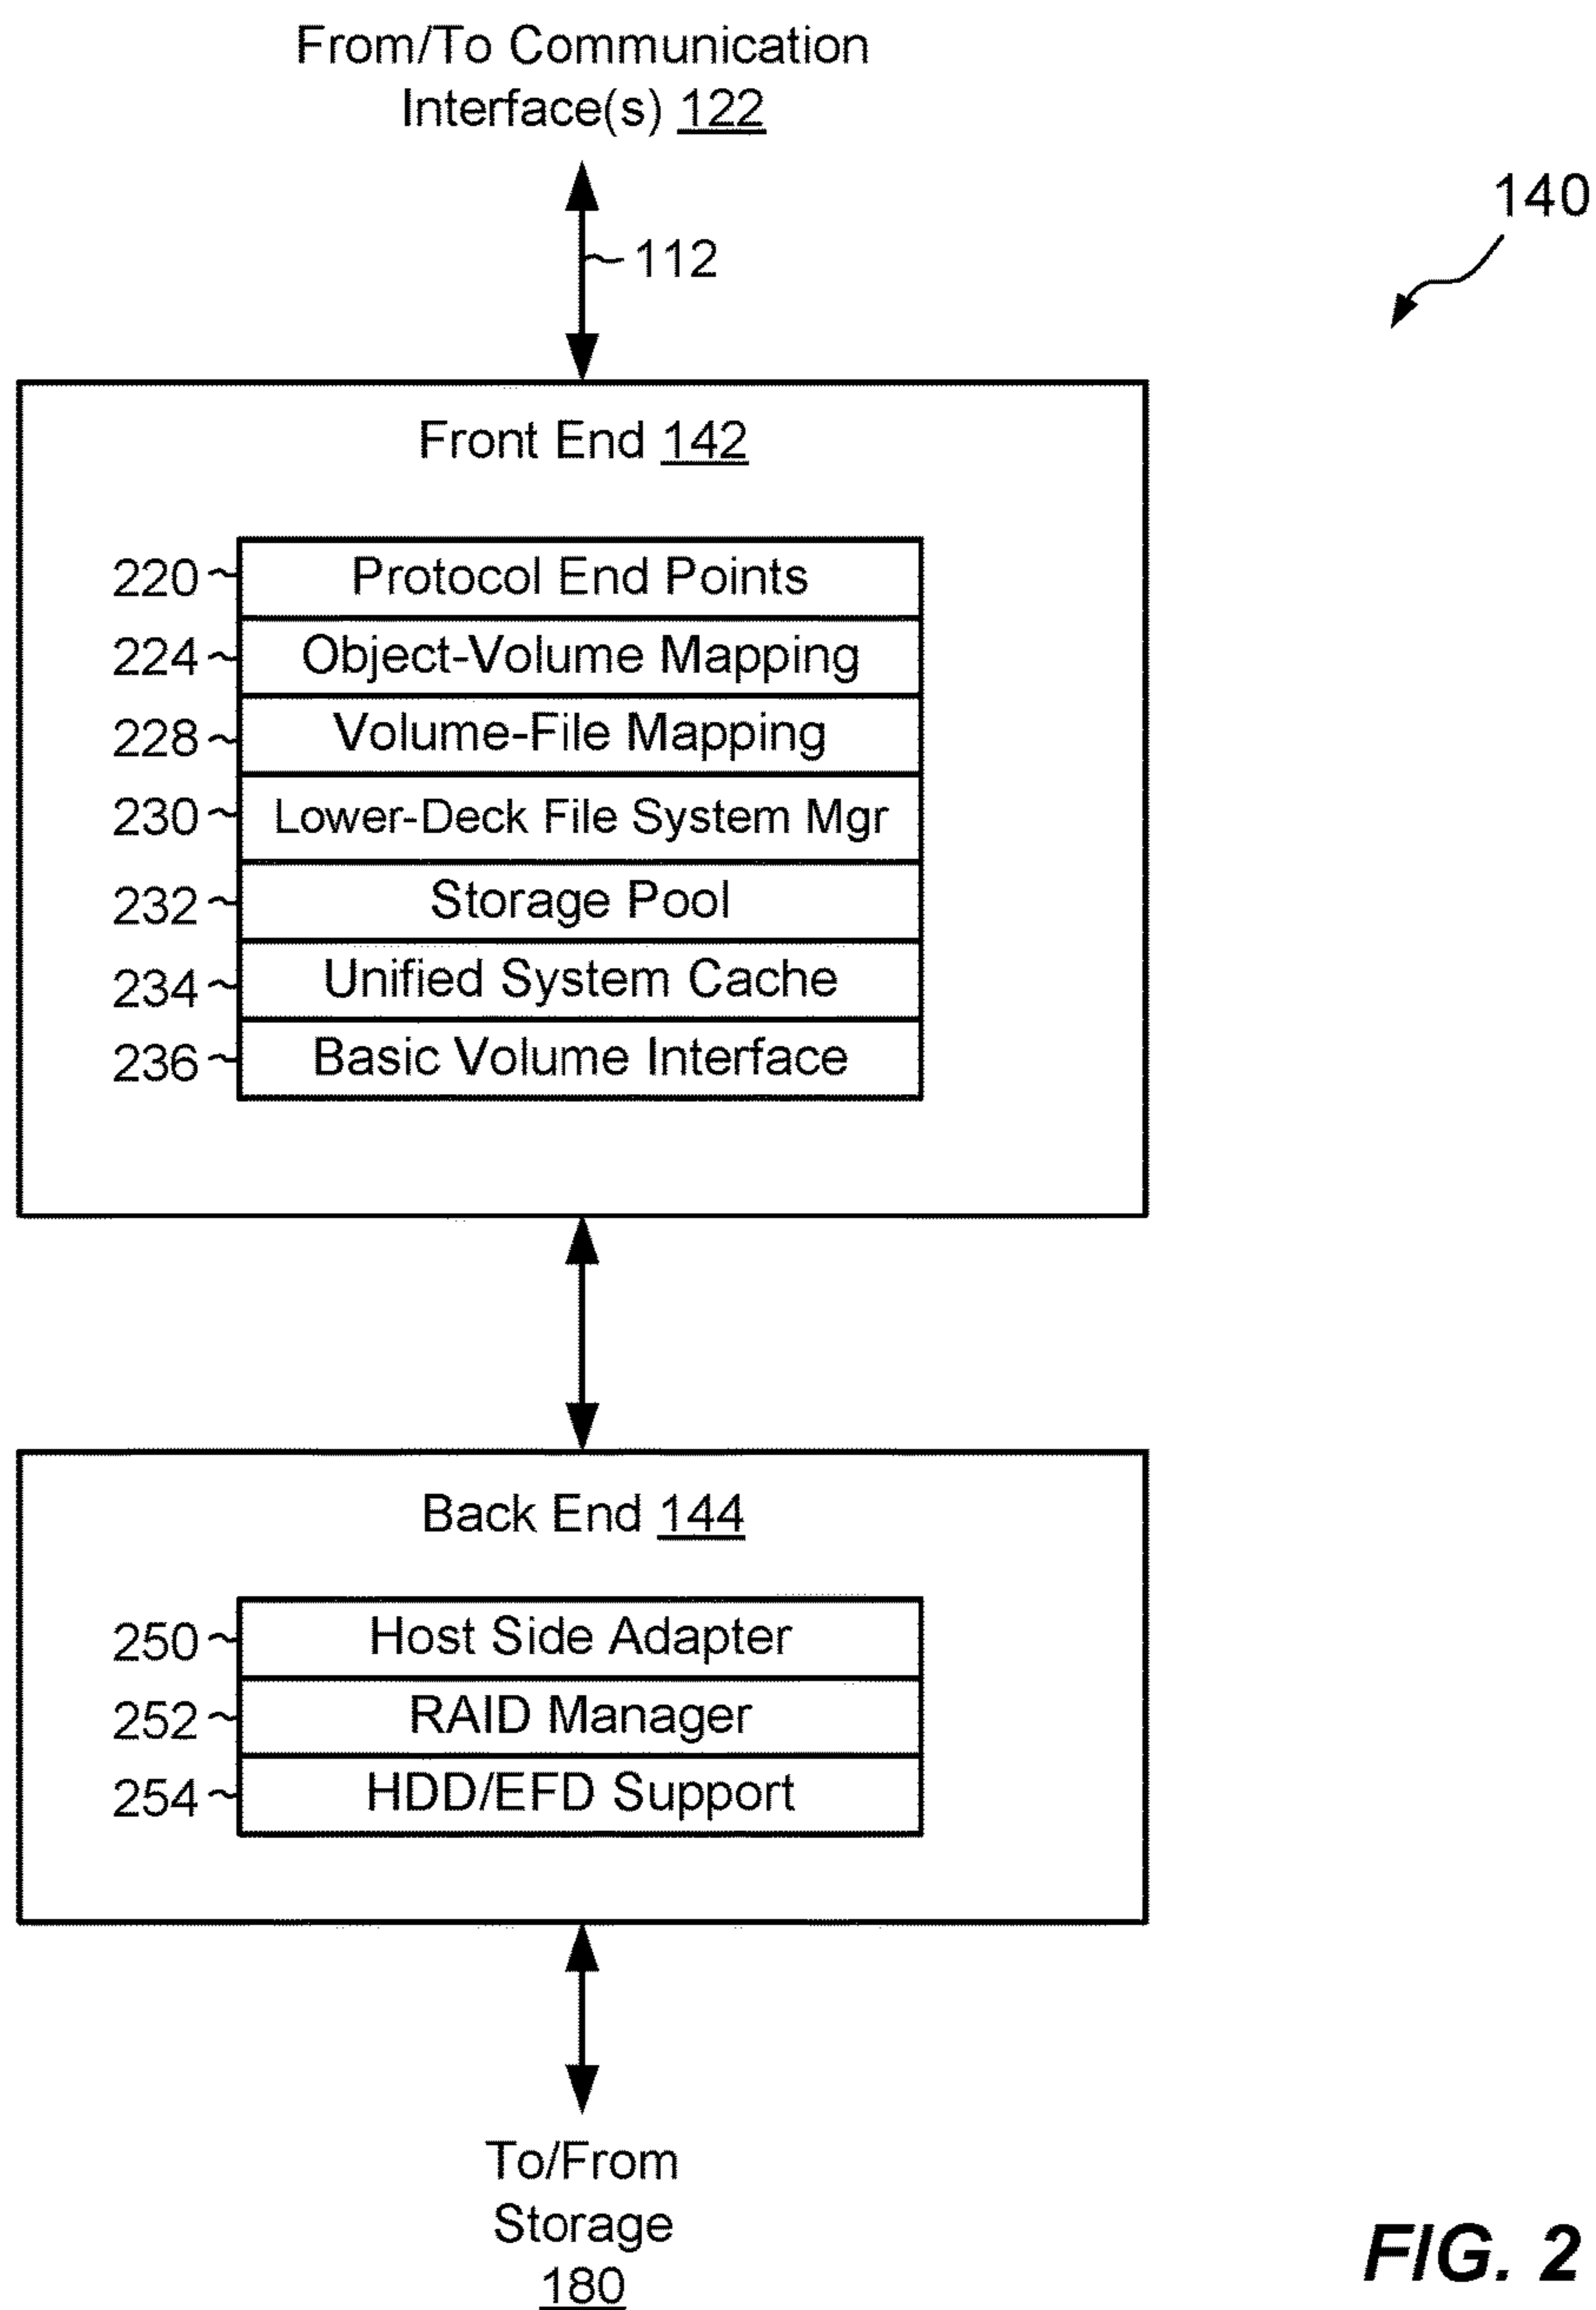 From/To Communication
Interface(s) 122
140
112
Front End 142
220 Protocol End Points
224 Object-Volume Mapping
228 Volume-File Mapping
230 Lower-Deck File System Mgr
232 Storage Pool
234 Unified System Cache
236 Basic Volume Interface
Back End 144
250 Host Side Adapter
252 RAID Manager
254 HDD/EFD Support
To/From
Storage
180
FIG. 2